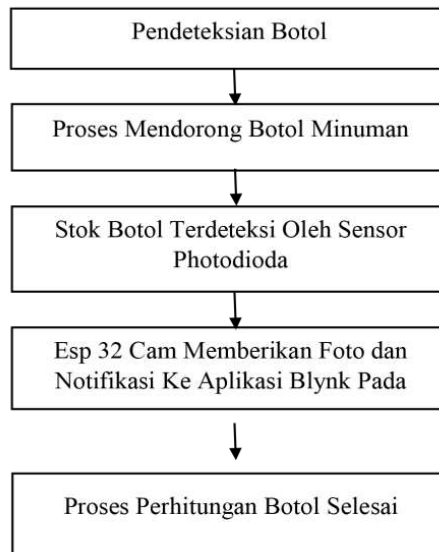 Pendeteksian Botol
Proses Mendorong Botol Minuman
Stok Botol Terdeteksi Oleh Sensor
Photodioda
Esp 32 Cam Memberikan Foto dan
Notifikasi Ke Aplikasi Blynk Pada
Proses Perhitungan Botol Selesai